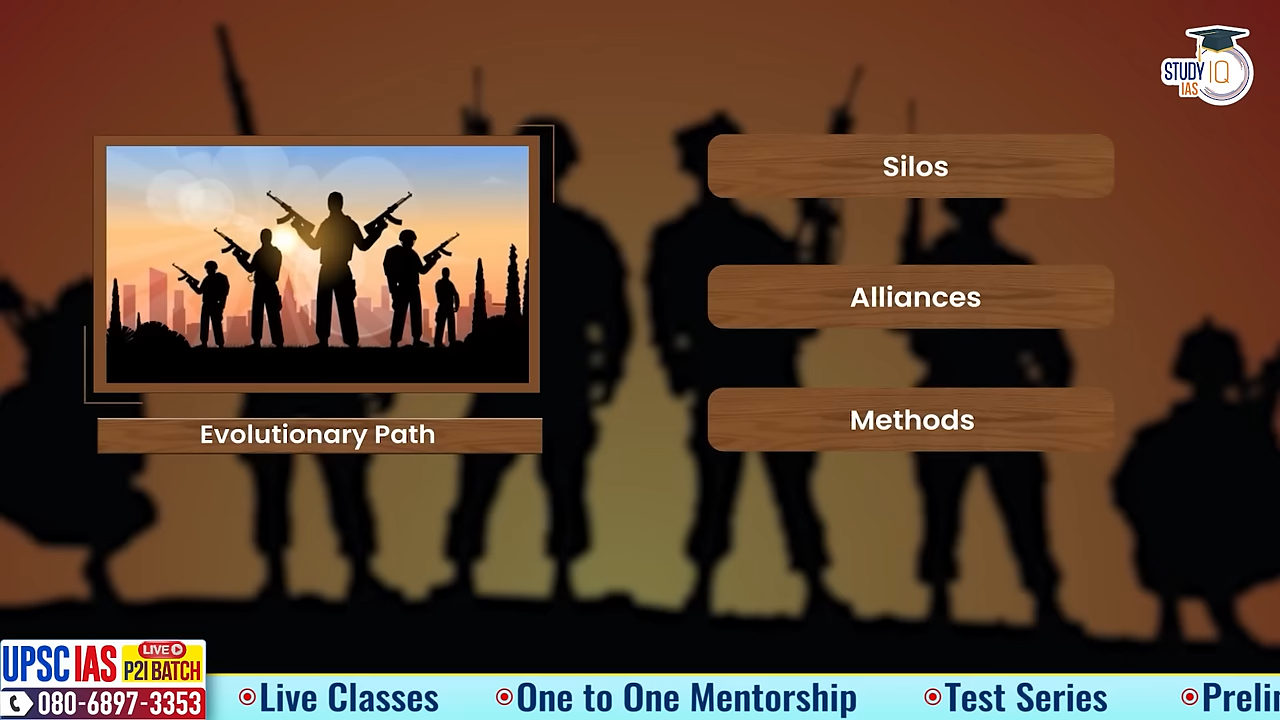 STUDY IQ
IAS
Silos
Alliances
Methods
Evolutionary Path
UPSC IAS
LIVE
P2I BATCH
080-6897-3353
Live Classes
One to One Mentorship
Test Series
Prelin